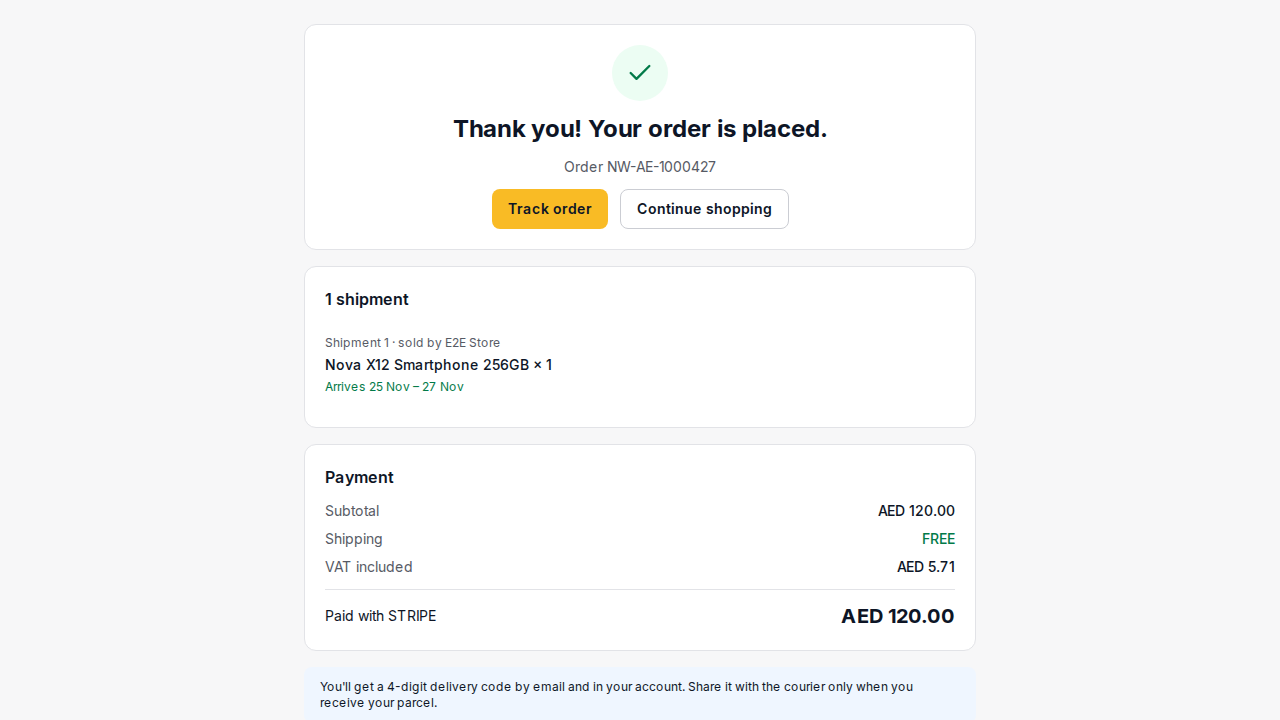 Thank you! Your order is placed.
Order NW-AE-1000427
Track order
Continue shopping
1 shipment
Shipment 1 · sold by E2E Store
Nova X12 Smartphone 256GB × 1
Arrives 25 Nov – 27 Nov
Payment
Subtotal AED 120.00
Shipping FREE
VAT included AED 5.71
Paid with STRIPE AED 120.00
You'll get a 4-digit delivery code by email and in your account. Share it with the courier only when you
receive your parcel.